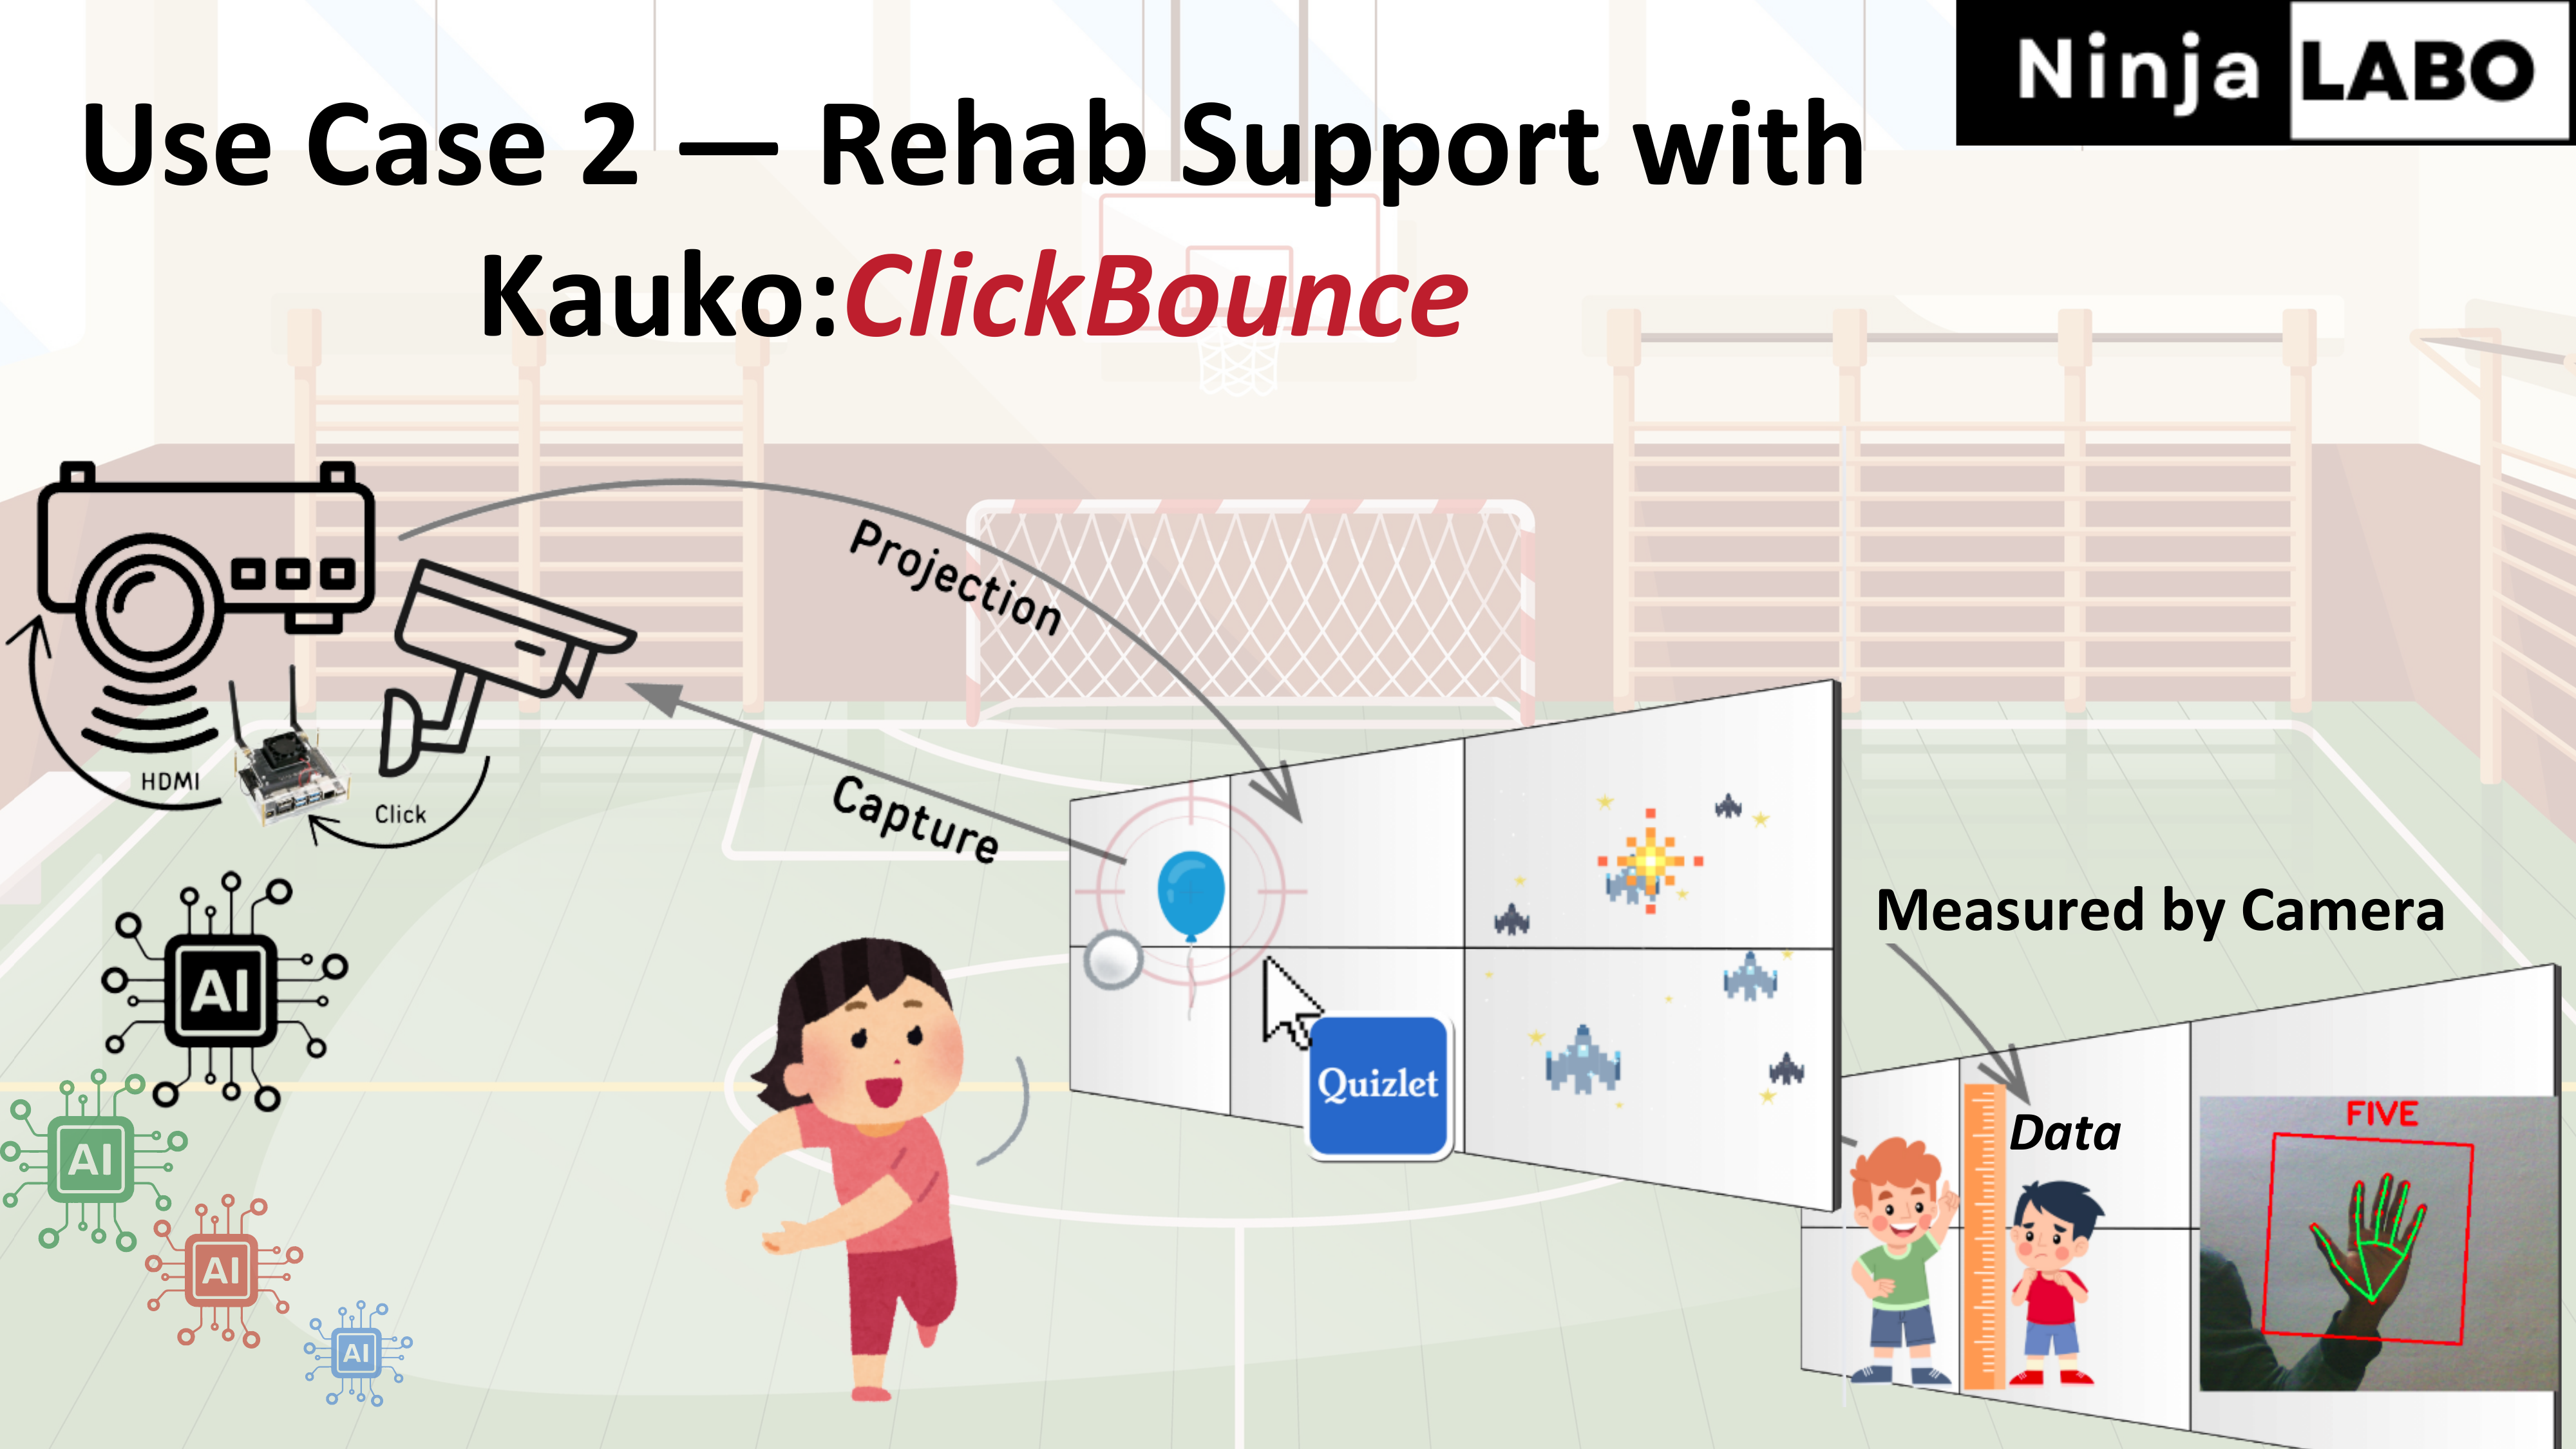 Ninja LABO
Use Case 2 — Rehab Support with
Kauko:ClickBounce
Projection
HDMI
Click
Capture
Measured by Camera
AI
Quizlet
Data
FIVE
AI
AI
AI